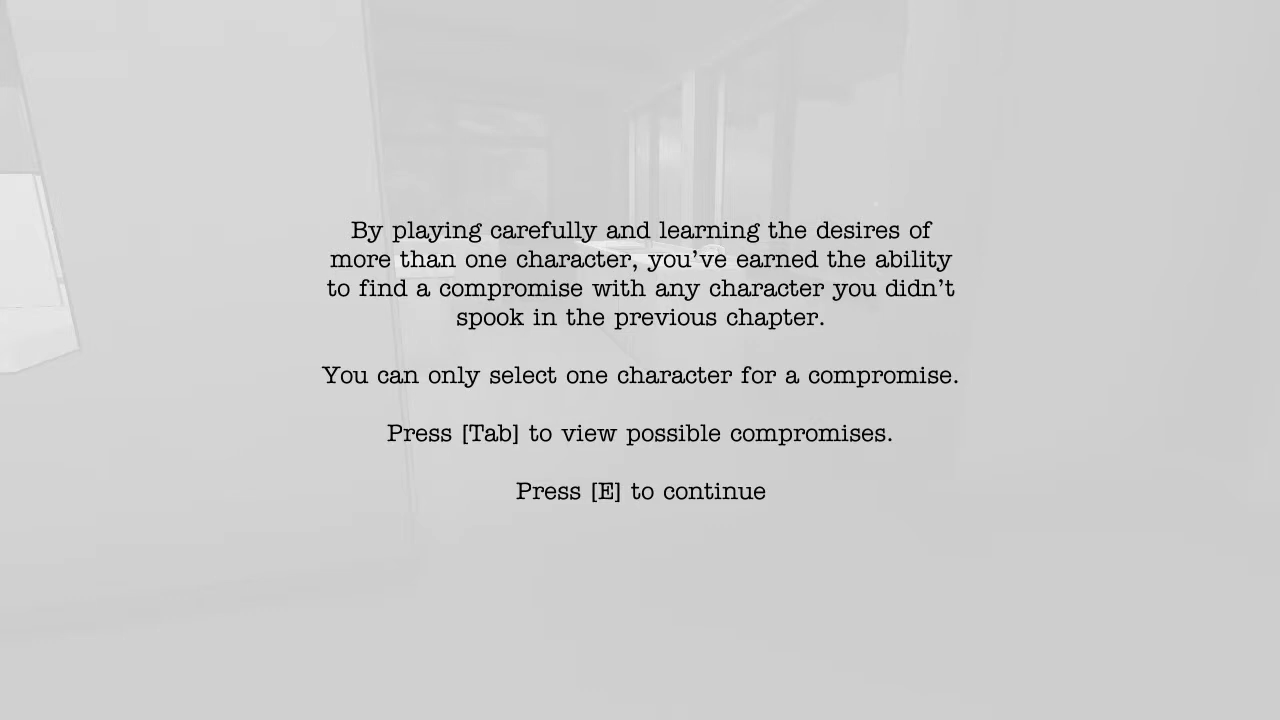 By playing carefully and learning the desires of
more than one character, you’ve earned the ability
to find a compromise with any character you didn’t
spook in the previous chapter.
You can only select one character for a compromise.
Press [Tab] to view possible compromises.
Press [E] to continue